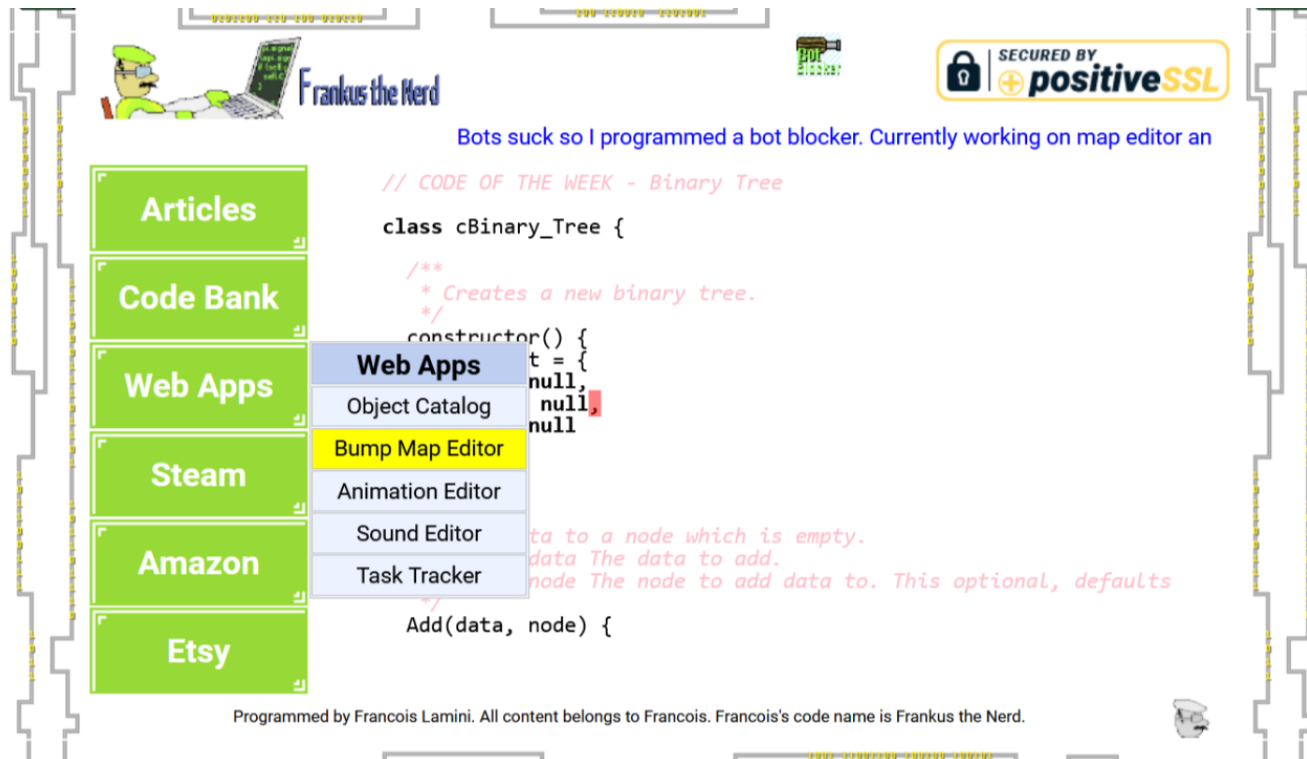 Frankus the Nerd
Bot
Blocker
SECURED BY
positiveSSL
Bots suck so I programmed a bot blocker. Currently working on map editor an
Articles
Code Bank
Web Apps
Steam
Amazon
Etsy
Web Apps
Object Catalog
Bump Map Editor
Animation Editor
Sound Editor
Task Tracker
// CODE OF THE WEEK - Binary Tree
class cBinary_Tree {
/**
* Creates a new binary tree.
*/
constructor() {
t = {
null,
null,
null
ta to a node which is empty.
data The data to add.
node The node to add data to. This optional, defaults
*/
Add(data, node) {
Programmed by Francois Lamini. All content belongs to Francois. Francois's code name is Frankus the Nerd.